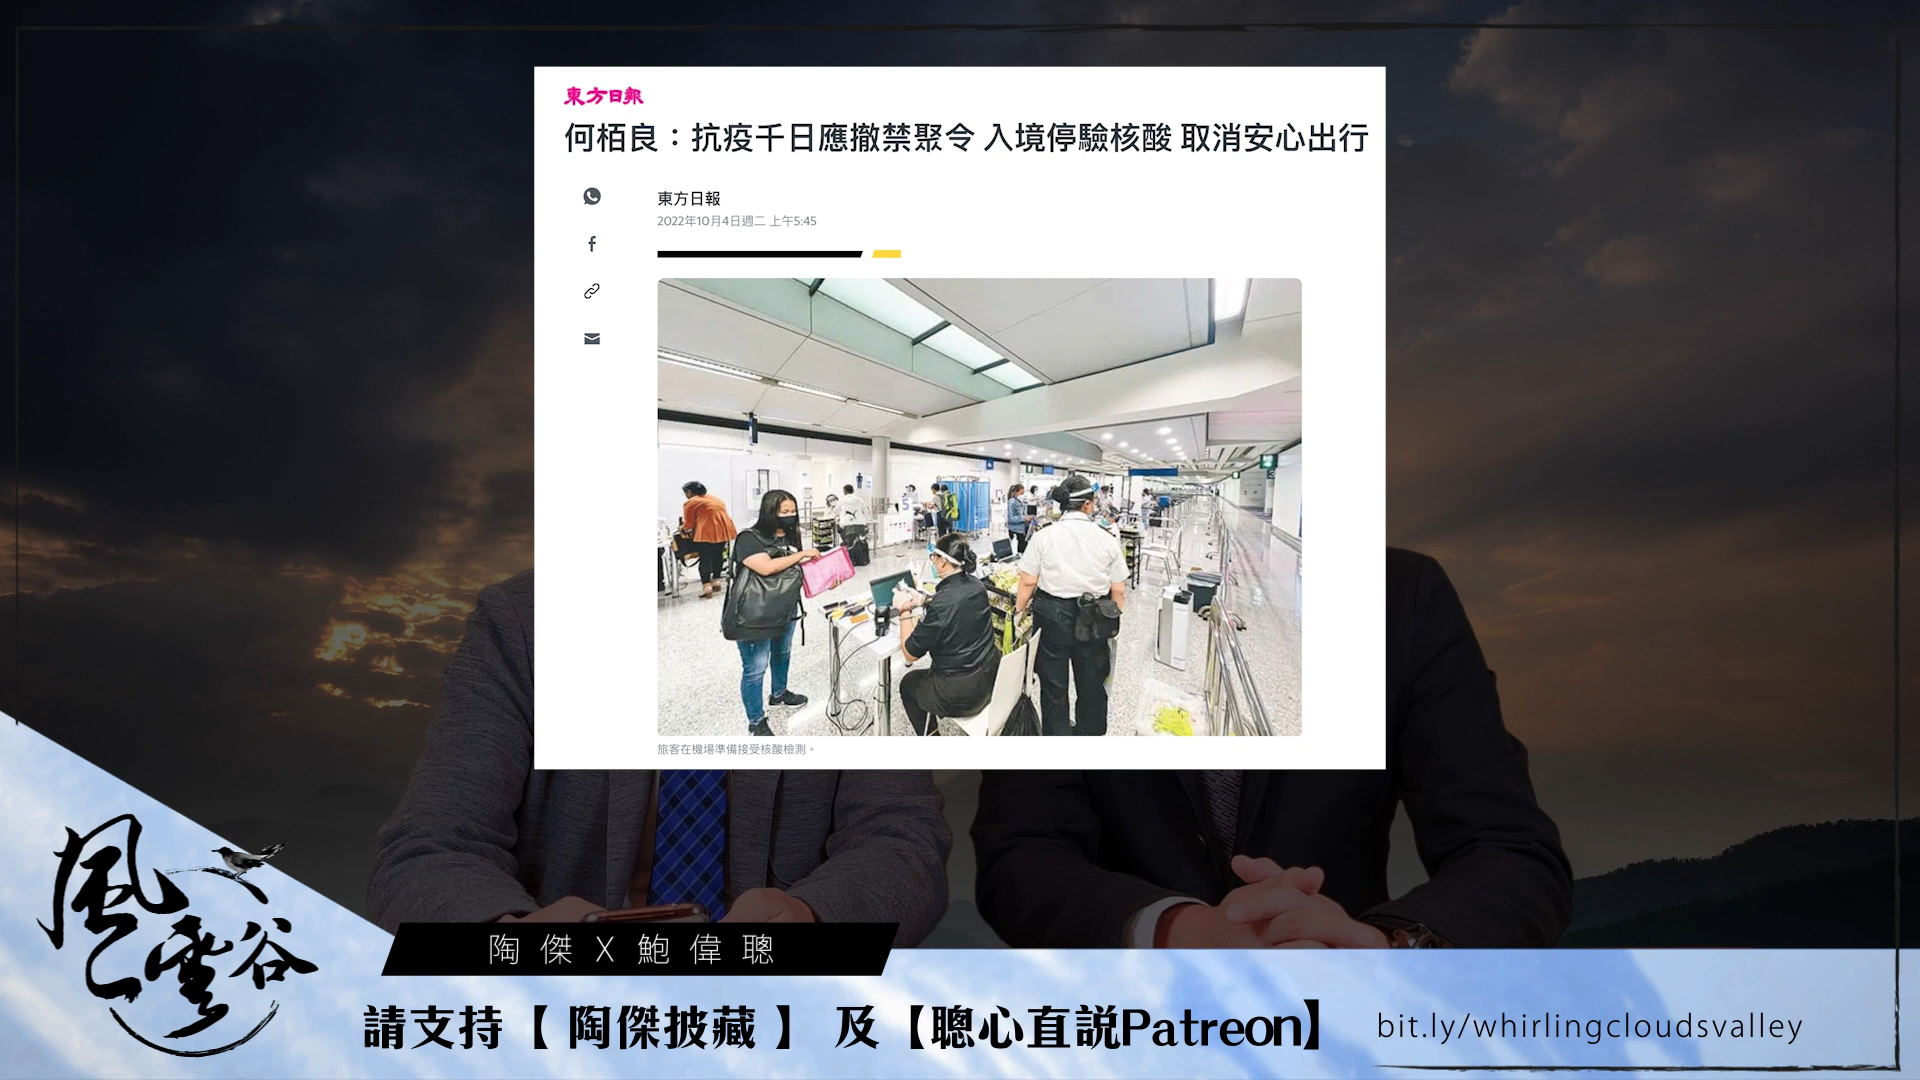 東方日報
何栢良：抗疫千日應撤禁聚令 入境停驗核酸 取消安心出行
東方日報
2022年10月4日週二 上午5:45
旅客在機場準備接受核酸檢測。
風雲谷
陶傑X鮑偉聰
請支持【陶傑披藏】 及【聰心直説Patreon】
bit.ly/whirlingcloudsvalley